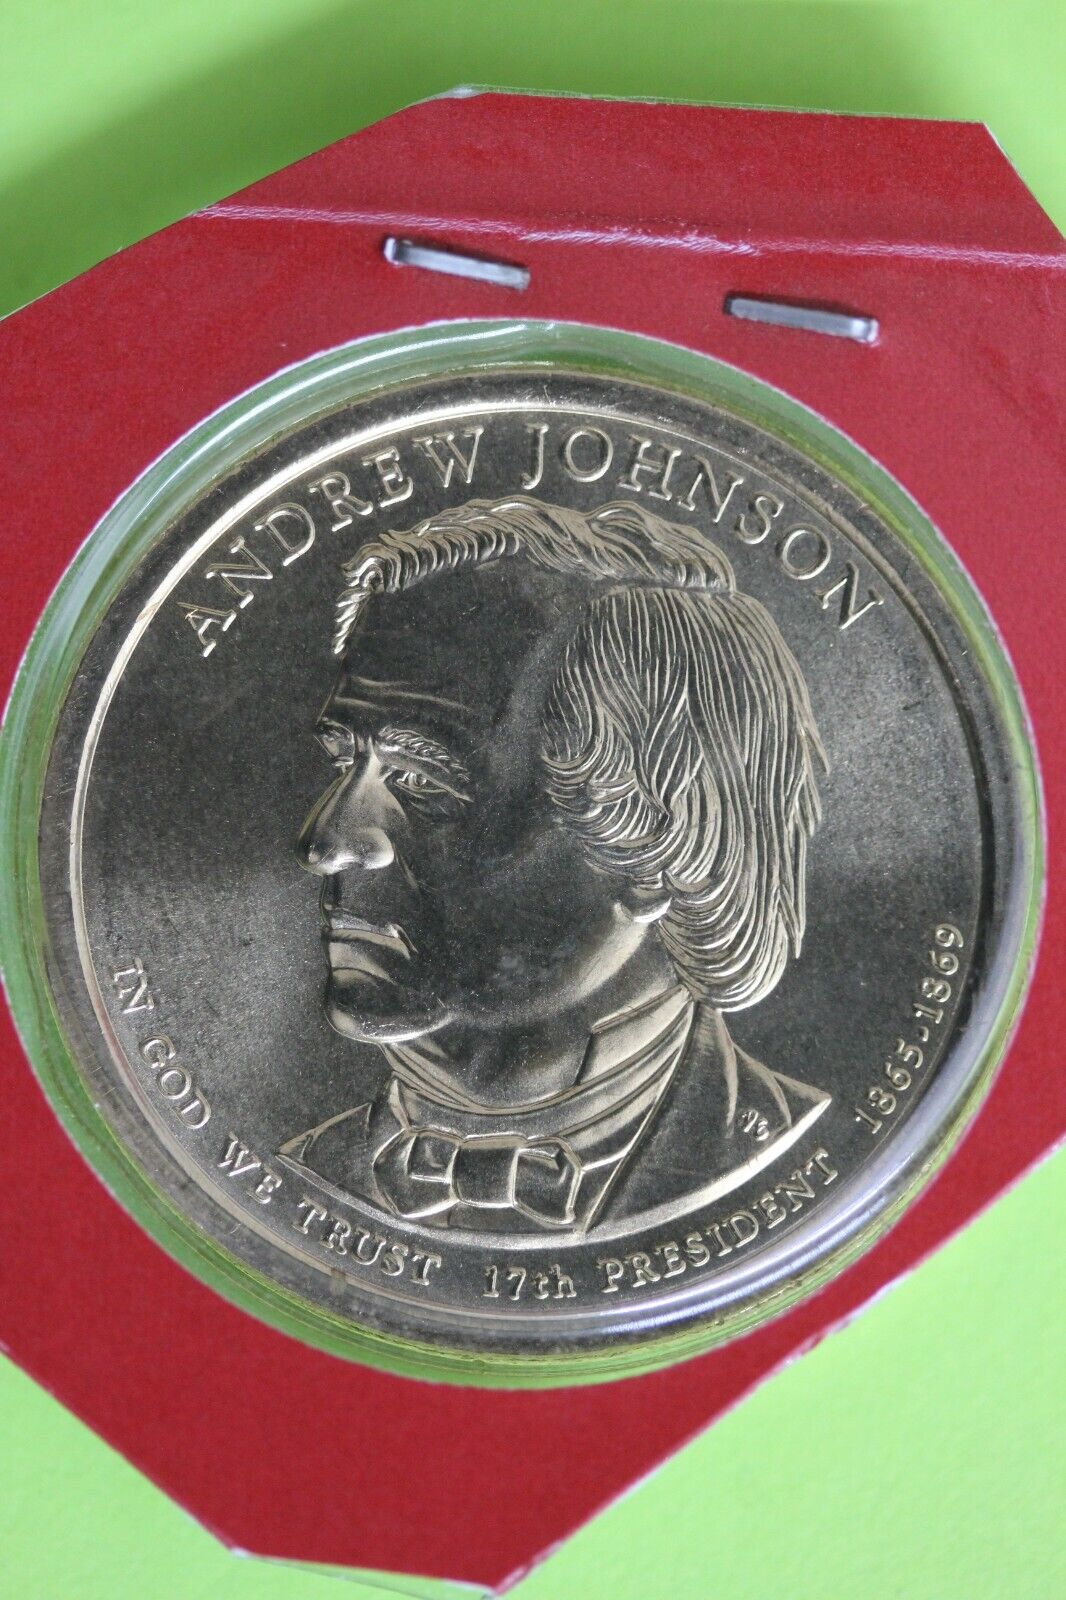 ANDREW JOHNSON
IN GOD WE TRUST
17th PRESIDENT
1865-1869